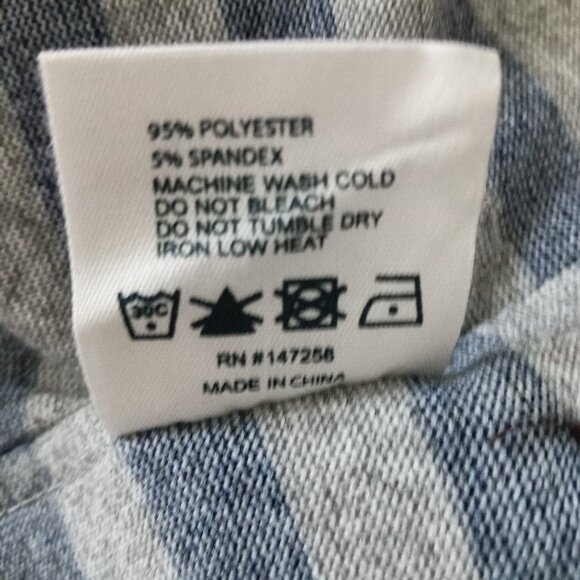 95% POLYESTER
5% SPANDEX
MACHINE WASH COLD
DO NOT BLEACH
DO NOT TUMBLE DRY
IRON LOW HEAT
30C
RN #147258
MADE IN CHINA